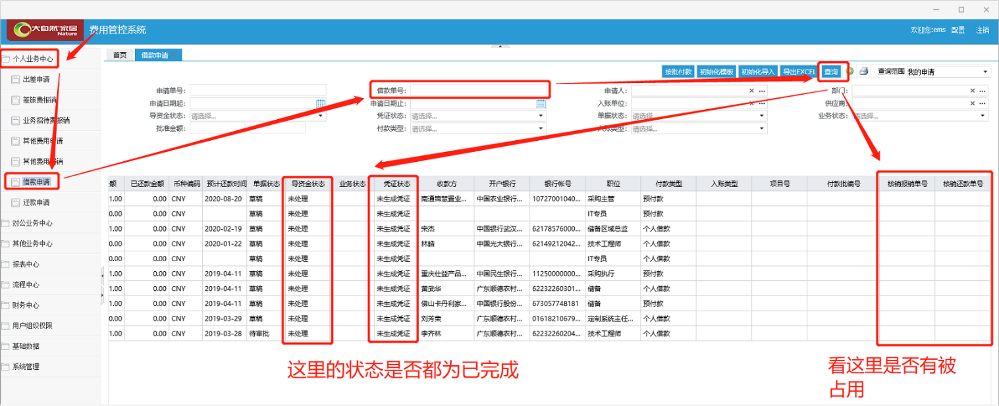 大自然家居
Nature
费用管控系统
欢迎您:ems 配置 注销
个人业务中心
出差申请
差旅费报销
业务招待费报销
其他费用申请
借款申请
还款申请
对公业务中心
其他业务中心
报表中心
流程中心
财务中心
用户组织权限
基础数据
系统管理
首页 借款申请
按批付款 初始化模板 初始化导入 导出EXCEL 查询 查询范围 我的申请
申请单号: 借款单号: 申请人: 部门:
申请日期起: 申请日期止: 入账单位: 供应商:
导资金状态: 请选择... 凭证状态: 请选择... 单据状态: 请选择... 业务状态: 请选择...
批准金额: 付款类型: 请选择... 入账类型: 请选择...
额 已还款金额 币种编码 预计还款时间 单据状态 导资金状态 业务状态 凭证状态 收款方 开户银行 银行帐号 职位 付款类型 入账类型 项目号 付款批编号 核销报销单号 核销还款单号
1.00 0.00 CNY 2020-08-20 草稿 未处理 未生成凭证 南通锦慧置业... 中国农业银行... 10727001040... 采购主管 预付款
0.00 0.00 CNY 草稿 未处理 未生成凭证 IT专员 预付款
1.00 0.00 CNY 2020-02-19 草稿 未处理 未生成凭证 宋杰 中国银行武汉... 62178576000... 储备区域总监 个人借款
1.00 0.00 CNY 2020-01-22 草稿 未处理 未生成凭证 林皓 中国光大银行... 62149212042... 技术工程师 个人借款
0.00 0.00 CNY 草稿 未处理 未生成凭证 IT专员 个人借款
1.00 0.00 CNY 2019-04-11 草稿 未处理 未生成凭证 重庆仕益产品... 中国民生银行... 11250000000... 采购执行 预付款
1.00 0.00 CNY 2019-04-11 草稿 未处理 未生成凭证 黄武华 广东顺德农村... 62232260301... 储备 个人借款
1.00 0.00 CNY 2019-04-11 草稿 未处理 未生成凭证 佛山卡丹利家... 中国银行股份... 673057748181 储备 预付款
0.00 0.00 CNY 2019-03-29 草稿 未处理 未生成凭证 刘芳荣 广东顺德农村... 01618210679... 定制系统主任... 个人借款
1.00 0.00 CNY 2019-03-28 待审批 未处理 未生成凭证 李齐林 广东顺德农村... 62232260204... 技术工程师 个人借款
这里的状态是否都为已完成
看这里是否有被
占用